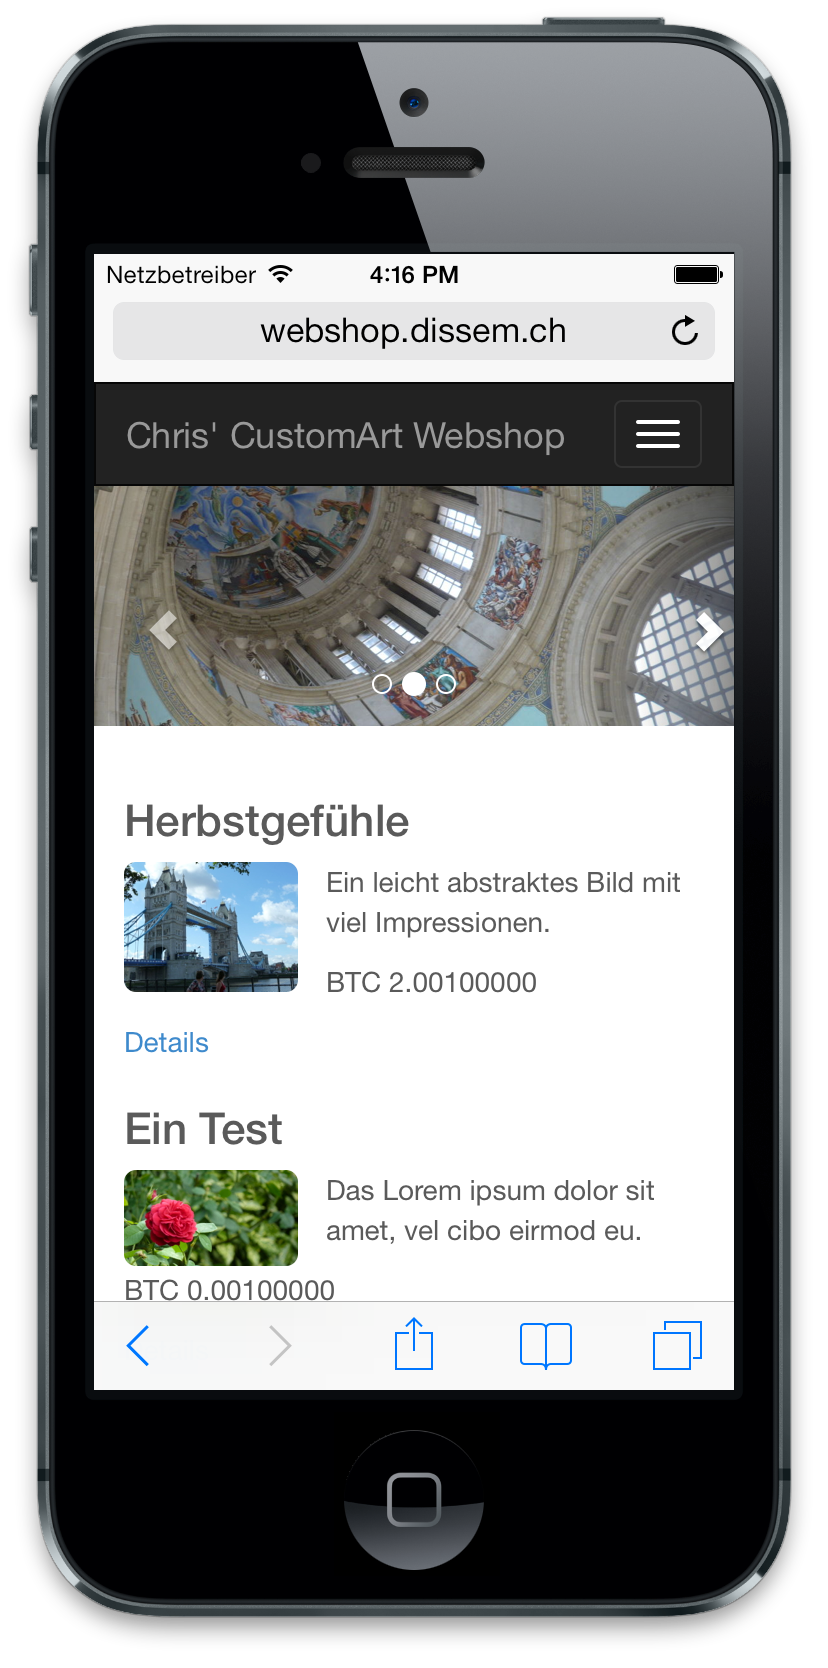 Netzbetreiber 4:16 PM
webshop.dissem.ch
Chris' CustomArt Webshop
Herbstgefühle
Ein leicht abstraktes Bild mit
viel Impressionen.
BTC 2.00100000
Details
Ein Test
Das Lorem ipsum dolor sit
amet, vel cibo eirmod eu.
BTC 0.00100000